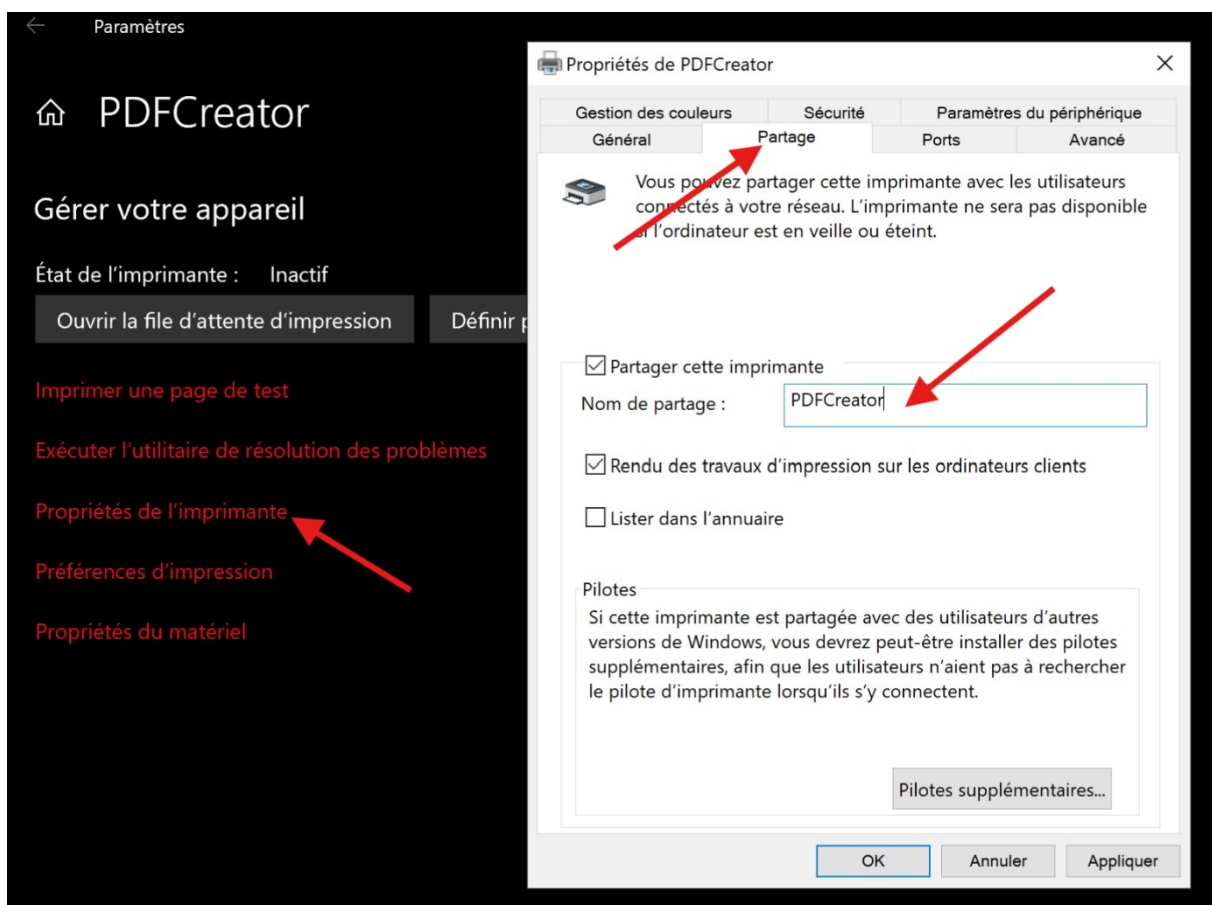 Paramètres
PDFCreator
Gérer votre appareil
État de l'imprimante : Inactif
Ouvrir la file d'attente d'impression
Définir
Imprimer une page de test
Exécuter l'utilitaire de résolution des problèmes
Propriétés de l'imprimante
Préférences d'impression
Propriétés du matériel
Propriétés de PDFCreator
Gestion des couleurs Sécurité Paramètres du périphérique
Général Partage Ports Avancé
Vous pouvez partager cette imprimante avec les utilisateurs
connectés à votre réseau. L'imprimante ne sera pas disponible
si l'ordinateur est en veille ou éteint.
Partager cette imprimante
Nom de partage : PDFCreator
Rendu des travaux d'impression sur les ordinateurs clients
Lister dans l'annuaire
Pilotes
Si cette imprimante est partagée avec des utilisateurs d'autres
versions de Windows, vous devrez peut-être installer des pilotes
supplémentaires, afin que les utilisateurs n'aient pas à rechercher
le pilote d'imprimante lorsqu'ils s'y connectent.
Pilotes supplémentaires...
OK Annuler Appliquer